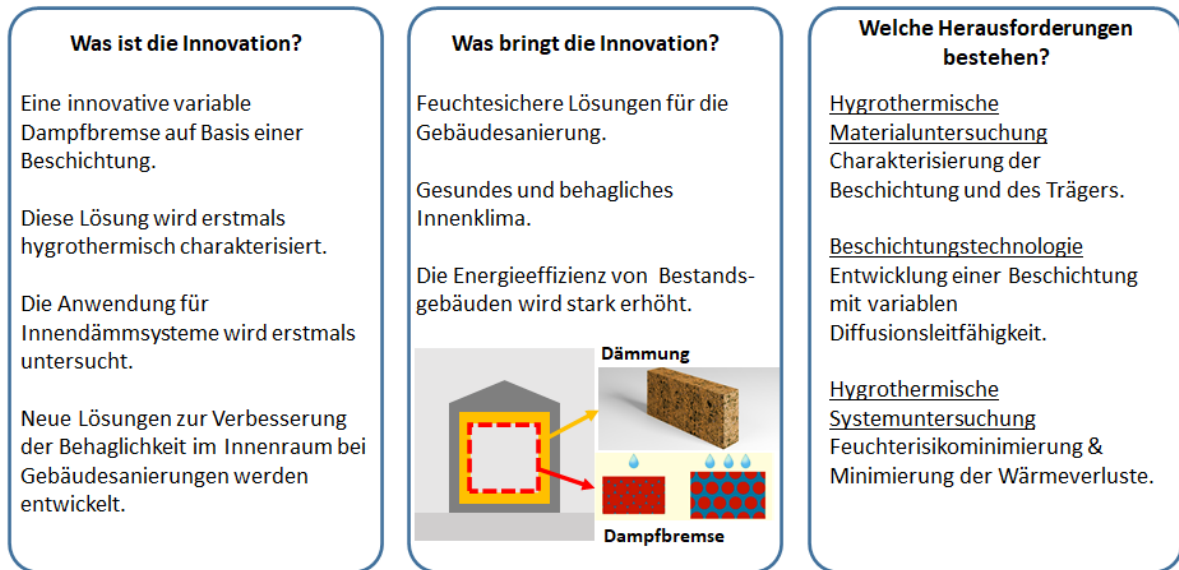 Was ist die Innovation?
Eine innovative variable
Dampfbremse auf Basis einer
Beschichtung.
Diese Lösung wird erstmals
hygrothermisch charakterisiert.
Die Anwendung für
Innendämmsysteme wird erstmals
untersucht.
Neue Lösungen zur Verbesserung
der Behaglichkeit im Innenraum bei
Gebäudesanierungen werden
entwickelt.
Was bringt die Innovation?
Feuchtesichere Lösungen für die
Gebäudesanierung.
Gesundes und behagliches
Innenklima.
Die Energieeffizienz von Bestands-
gebäuden wird stark erhöht.
Dämmung
Dampfbremse
Welche Herausforderungen
bestehen?
Hygrothermische
Materialuntersuchung
Charakterisierung der
Beschichtung und des Trägers.
Beschichtungstechnologie
Entwicklung einer Beschichtung
mit variablen
Diffusionsleitfähigkeit.
Hygrothermische
Systemuntersuchung
Feuchterisikominimierung &
Minimierung der Wärmeverluste.